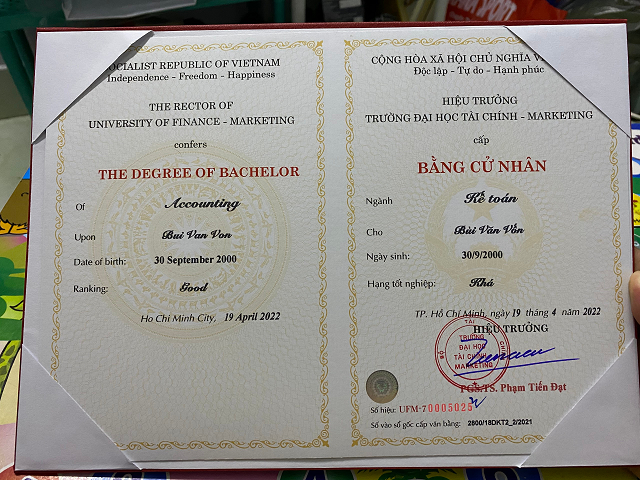 SOCIALIST REPUBLIC OF VIETNAM
Independence - Freedom - Happiness
THE RECTOR OF
UNIVERSITY OF FINANCE - MARKETING
confers
THE DEGREE OF BACHELOR
Of Accounting
Upon Bui Van Von
Date of birth: 30 September 2000
Ranking: Good
Ho Chi Minh City, 19 April 2022
CỘNG HÒA XÃ HỘI CHỦ NGHĨA V
Độc lập - Tự do - Hạnh phúc
HIỆU TRƯỞNG
TRƯỜNG ĐẠI HỌC TÀI CHÍNH - MARKETING
cấp
BẰNG CỬ NHÂN
Ngành Kế toán
Cho Bùi Văn Vốn
Ngày sinh: 30/9/2000
Hạng tốt nghiệp: Khá
TP. Hồ Chí Minh, ngày 19 tháng 4 năm 2022
HIỆU TRƯỞNG
TRƯỜNG
ĐẠI HỌC
TÀI CHÍNH
MARKETING
PGS.TS. Phạm Tiến Đạt
Số hiệu: UFM-70005025
Số vào sổ gốc cấp văn bằng: 2800/18DKT2_2/2021